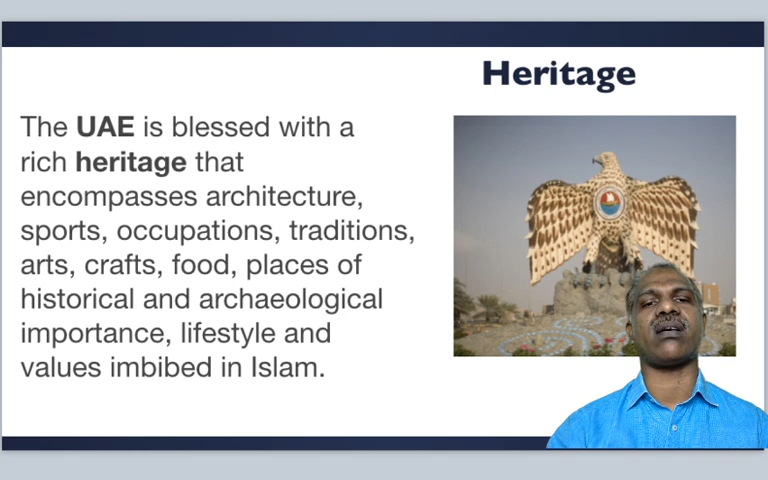 Heritage
The UAE is blessed with a
rich heritage that
encompasses architecture,
sports, occupations, traditions,
arts, crafts, food, places of
historical and archaeological
importance, lifestyle and
values imbibed in Islam.